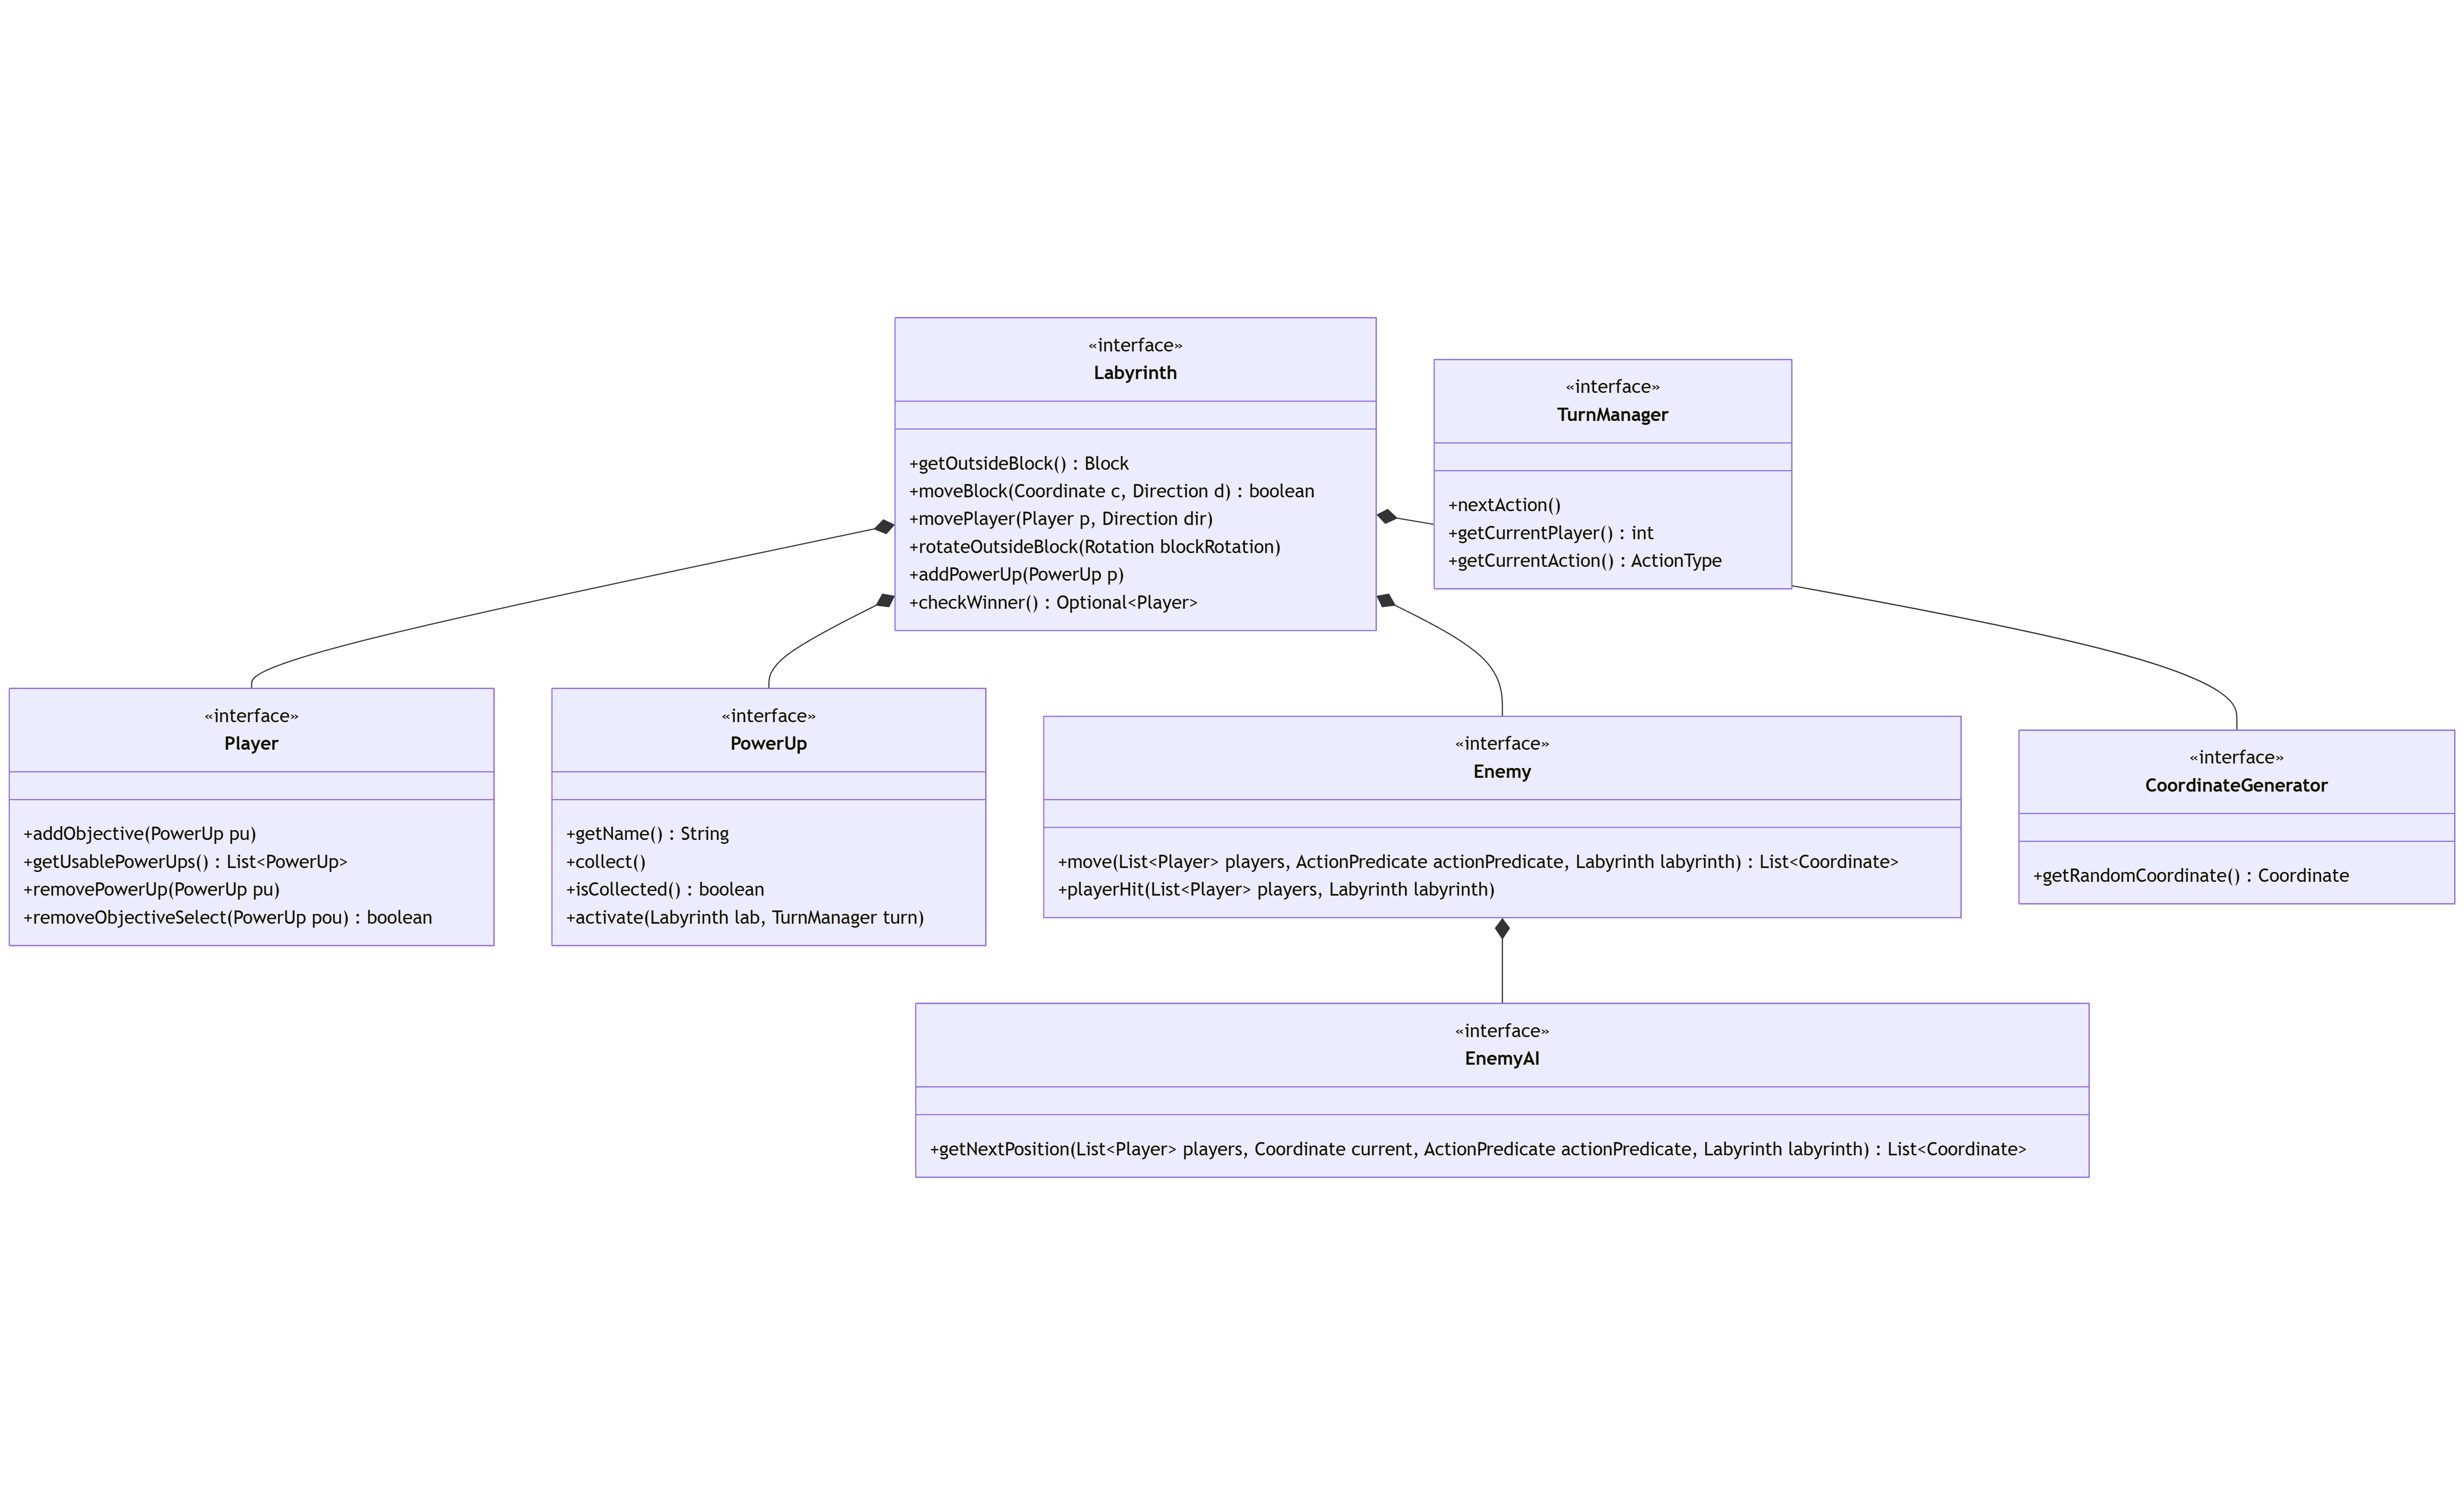 «interface»
Labyrinth
+getOutsideBlock() : Block
+moveBlock(Coordinate c, Direction d) : boolean
+movePlayer(Player p, Direction dir)
+rotateOutsideBlock(Rotation blockRotation)
+addPowerUp(PowerUp p)
+checkWinner() : Optional<Player>
«interface»
TurnManager
+nextAction()
+getCurrentPlayer() : int
+getCurrentAction() : ActionType
«interface»
Player
+addObjective(PowerUp pu)
+getUsablePowerUps() : List<PowerUp>
+removePowerUp(PowerUp pu)
+removeObjectiveSelect(PowerUp pou) : boolean
«interface»
PowerUp
+getName() : String
+collect()
+isCollected() : boolean
+activate(Labyrinth lab, TurnManager turn)
«interface»
Enemy
+move(List<Player> players, ActionPredicate actionPredicate, Labyrinth labyrinth) : List<Coordinate>
+playerHit(List<Player> players, Labyrinth labyrinth)
«interface»
CoordinateGenerator
+getRandomCoordinate() : Coordinate
«interface»
EnemyAI
+getNextPosition(List<Player> players, Coordinate current, ActionPredicate actionPredicate, Labyrinth labyrinth) : List<Coordinate>